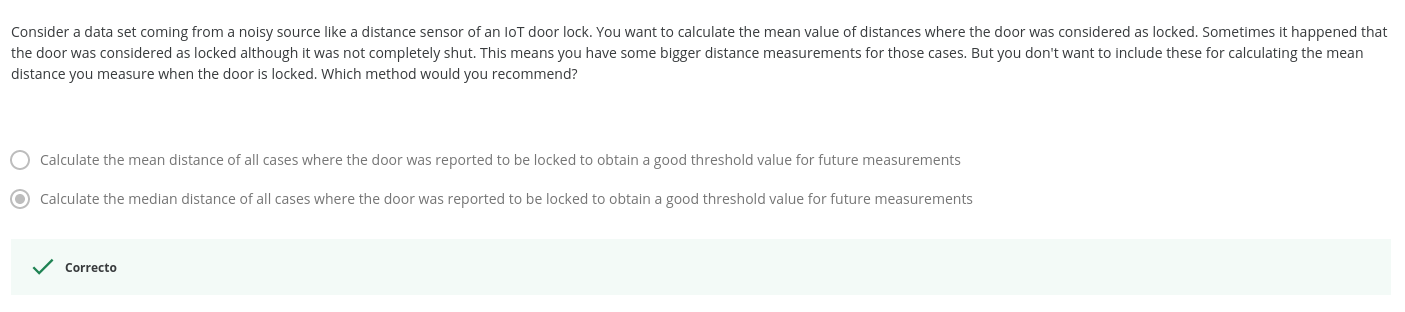 Consider a data set coming from a noisy source like a distance sensor of an IoT door lock. You want to calculate the mean value of distances where the door was considered as locked. Sometimes it happened that
the door was considered as locked although it was not completely shut. This means you have some bigger distance measurements for those cases. But you don't want to include these for calculating the mean
distance you measure when the door is locked. Which method would you recommend?
Calculate the mean distance of all cases where the door was reported to be locked to obtain a good threshold value for future measurements
Calculate the median distance of all cases where the door was reported to be locked to obtain a good threshold value for future measurements
Correcto